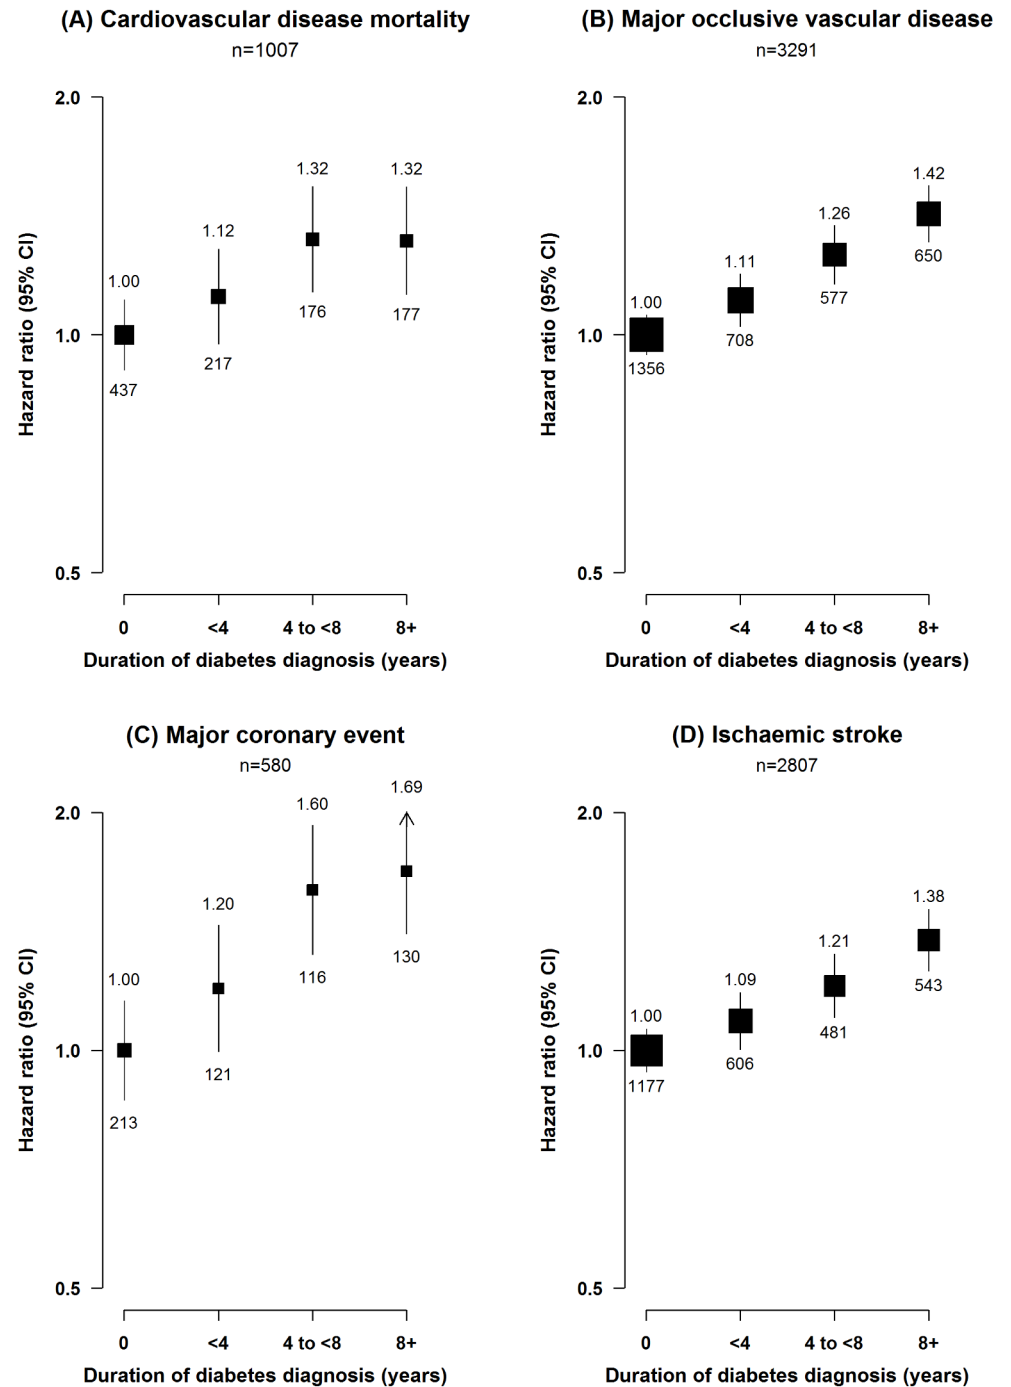 (A) Cardiovascular disease mortality
n=1007
Hazard ratio (95% CI)
2.0
1.0
0.5
1.00
437
1.12
217
1.32
176
1.32
177
0
<4
4 to <8
8+
Duration of diabetes diagnosis (years)
(B) Major occlusive vascular disease
n=3291
Hazard ratio (95% CI)
2.0
1.0
0.5
1.00
1356
1.11
708
1.26
577
1.42
650
0
<4
4 to <8
8+
Duration of diabetes diagnosis (years)
(C) Major coronary event
n=580
Hazard ratio (95% CI)
2.0
1.0
0.5
1.00
213
1.20
121
1.60
116
1.69
130
0
<4
4 to <8
8+
Duration of diabetes diagnosis (years)
(D) Ischaemic stroke
n=2807
Hazard ratio (95% CI)
2.0
1.0
0.5
1.00
1177
1.09
606
1.21
481
1.38
543
0
<4
4 to <8
8+
Duration of diabetes diagnosis (years)